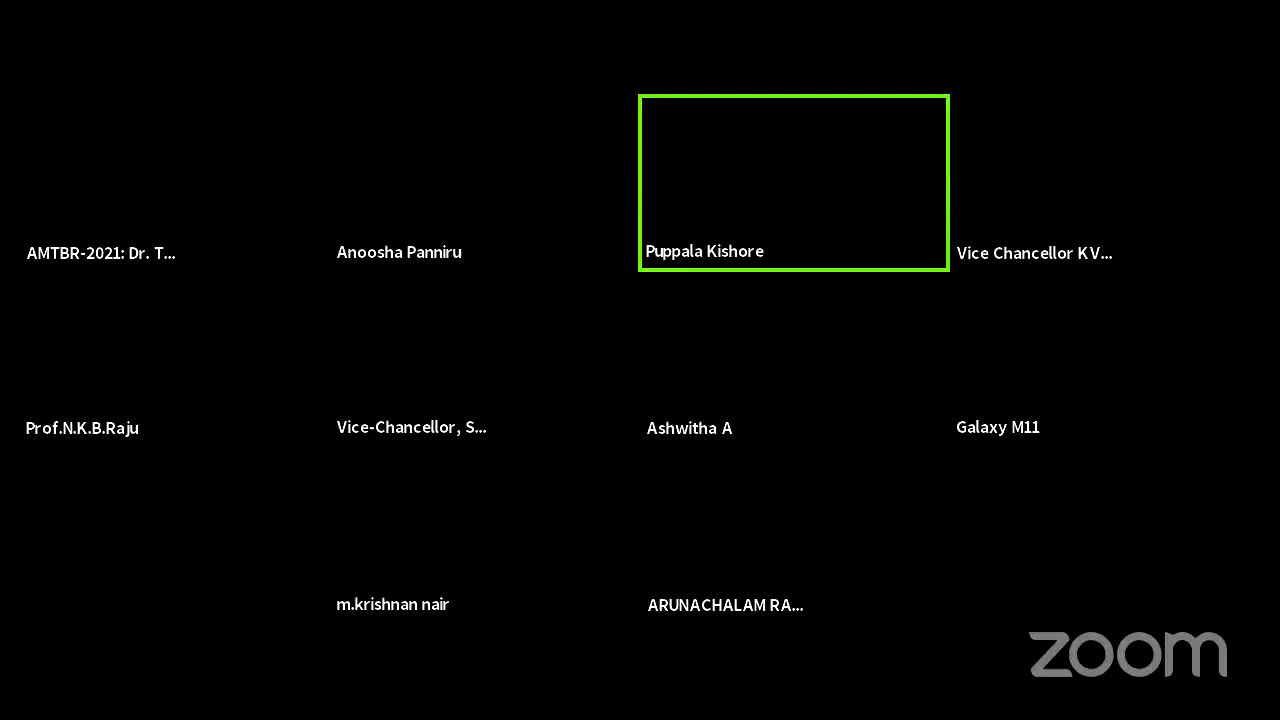 AMTBR-2021: Dr. T...
Anoosha Panniru
Puppala Kishore
Vice Chancellor K V...
Prof.N.K.B.Raju
Vice-Chancellor, S...
Ashwitha A
Galaxy M11
m.krishnan nair
ARUNACHALAM RA...
zoom